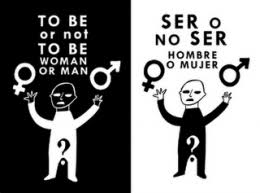 TO BE
or not
TO BE
WOMAN
OR MAN
?
SER O
NO SER
HOMBRE
O MUJER
?